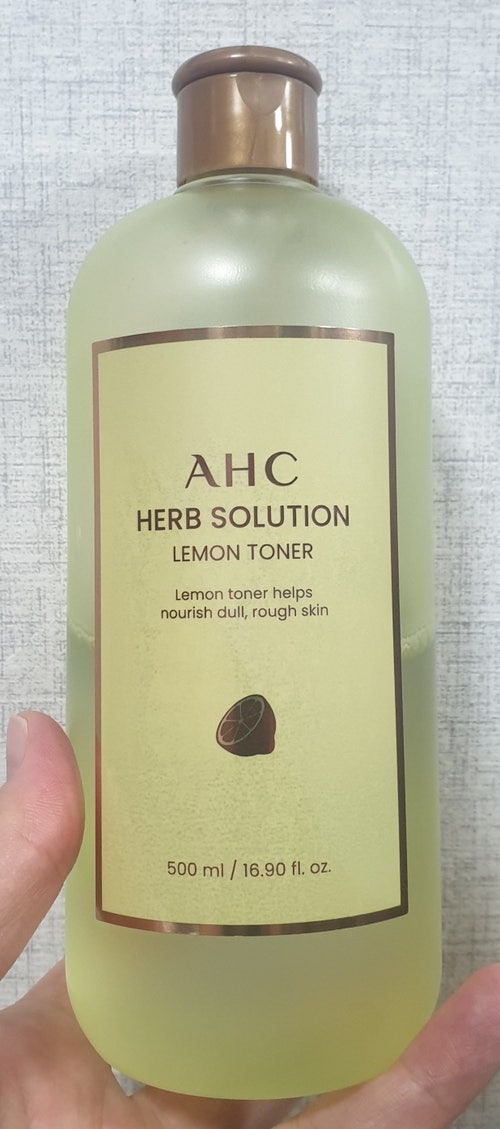 AHC
HERB SOLUTION
LEMON TONER
Lemon toner helps
nourish dull, rough skin
500 ml / 16.90 fl. oz.